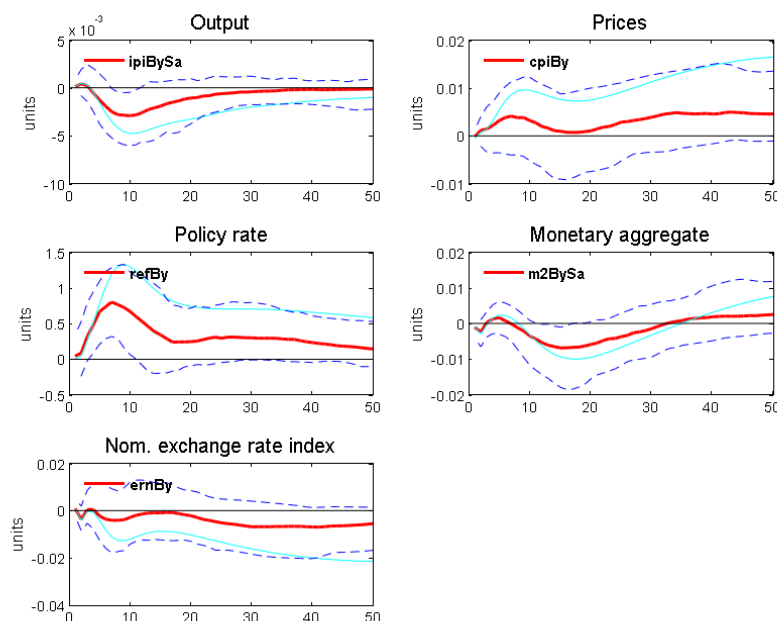 Output
x 10⁻³
5
0
-5
-10
units
ipiBySa
0 10 20 30 40 50
Prices
0.02
0.01
0
-0.01
units
cpiBy
0 10 20 30 40 50
Policy rate
1.5
1
0.5
0
-0.5
units
refBy
0 10 20 30 40 50
Monetary aggregate
0.02
0.01
0
-0.01
-0.02
units
m2BySa
0 10 20 30 40 50
Nom. exchange rate index
0.02
0
-0.02
-0.04
units
ernBy
0 10 20 30 40 50